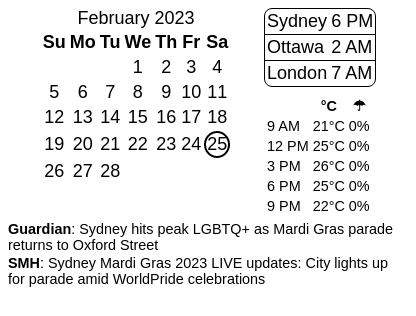 February 2023
Su Mo Tu We Th Fr Sa
1 2 3 4
5 6 7 8 9 10 11
12 13 14 15 16 17 18
19 20 21 22 23 24 25
26 27 28
Sydney 6 PM
Ottawa 2 AM
London 7 AM
°C ☂
9 AM 21°C 0%
12 PM 25°C 0%
3 PM 26°C 0%
6 PM 25°C 0%
9 PM 22°C 0%
Guardian: Sydney hits peak LGBTQ+ as Mardi Gras parade
returns to Oxford Street
SMH: Sydney Mardi Gras 2023 LIVE updates: City lights up
for parade amid WorldPride celebrations